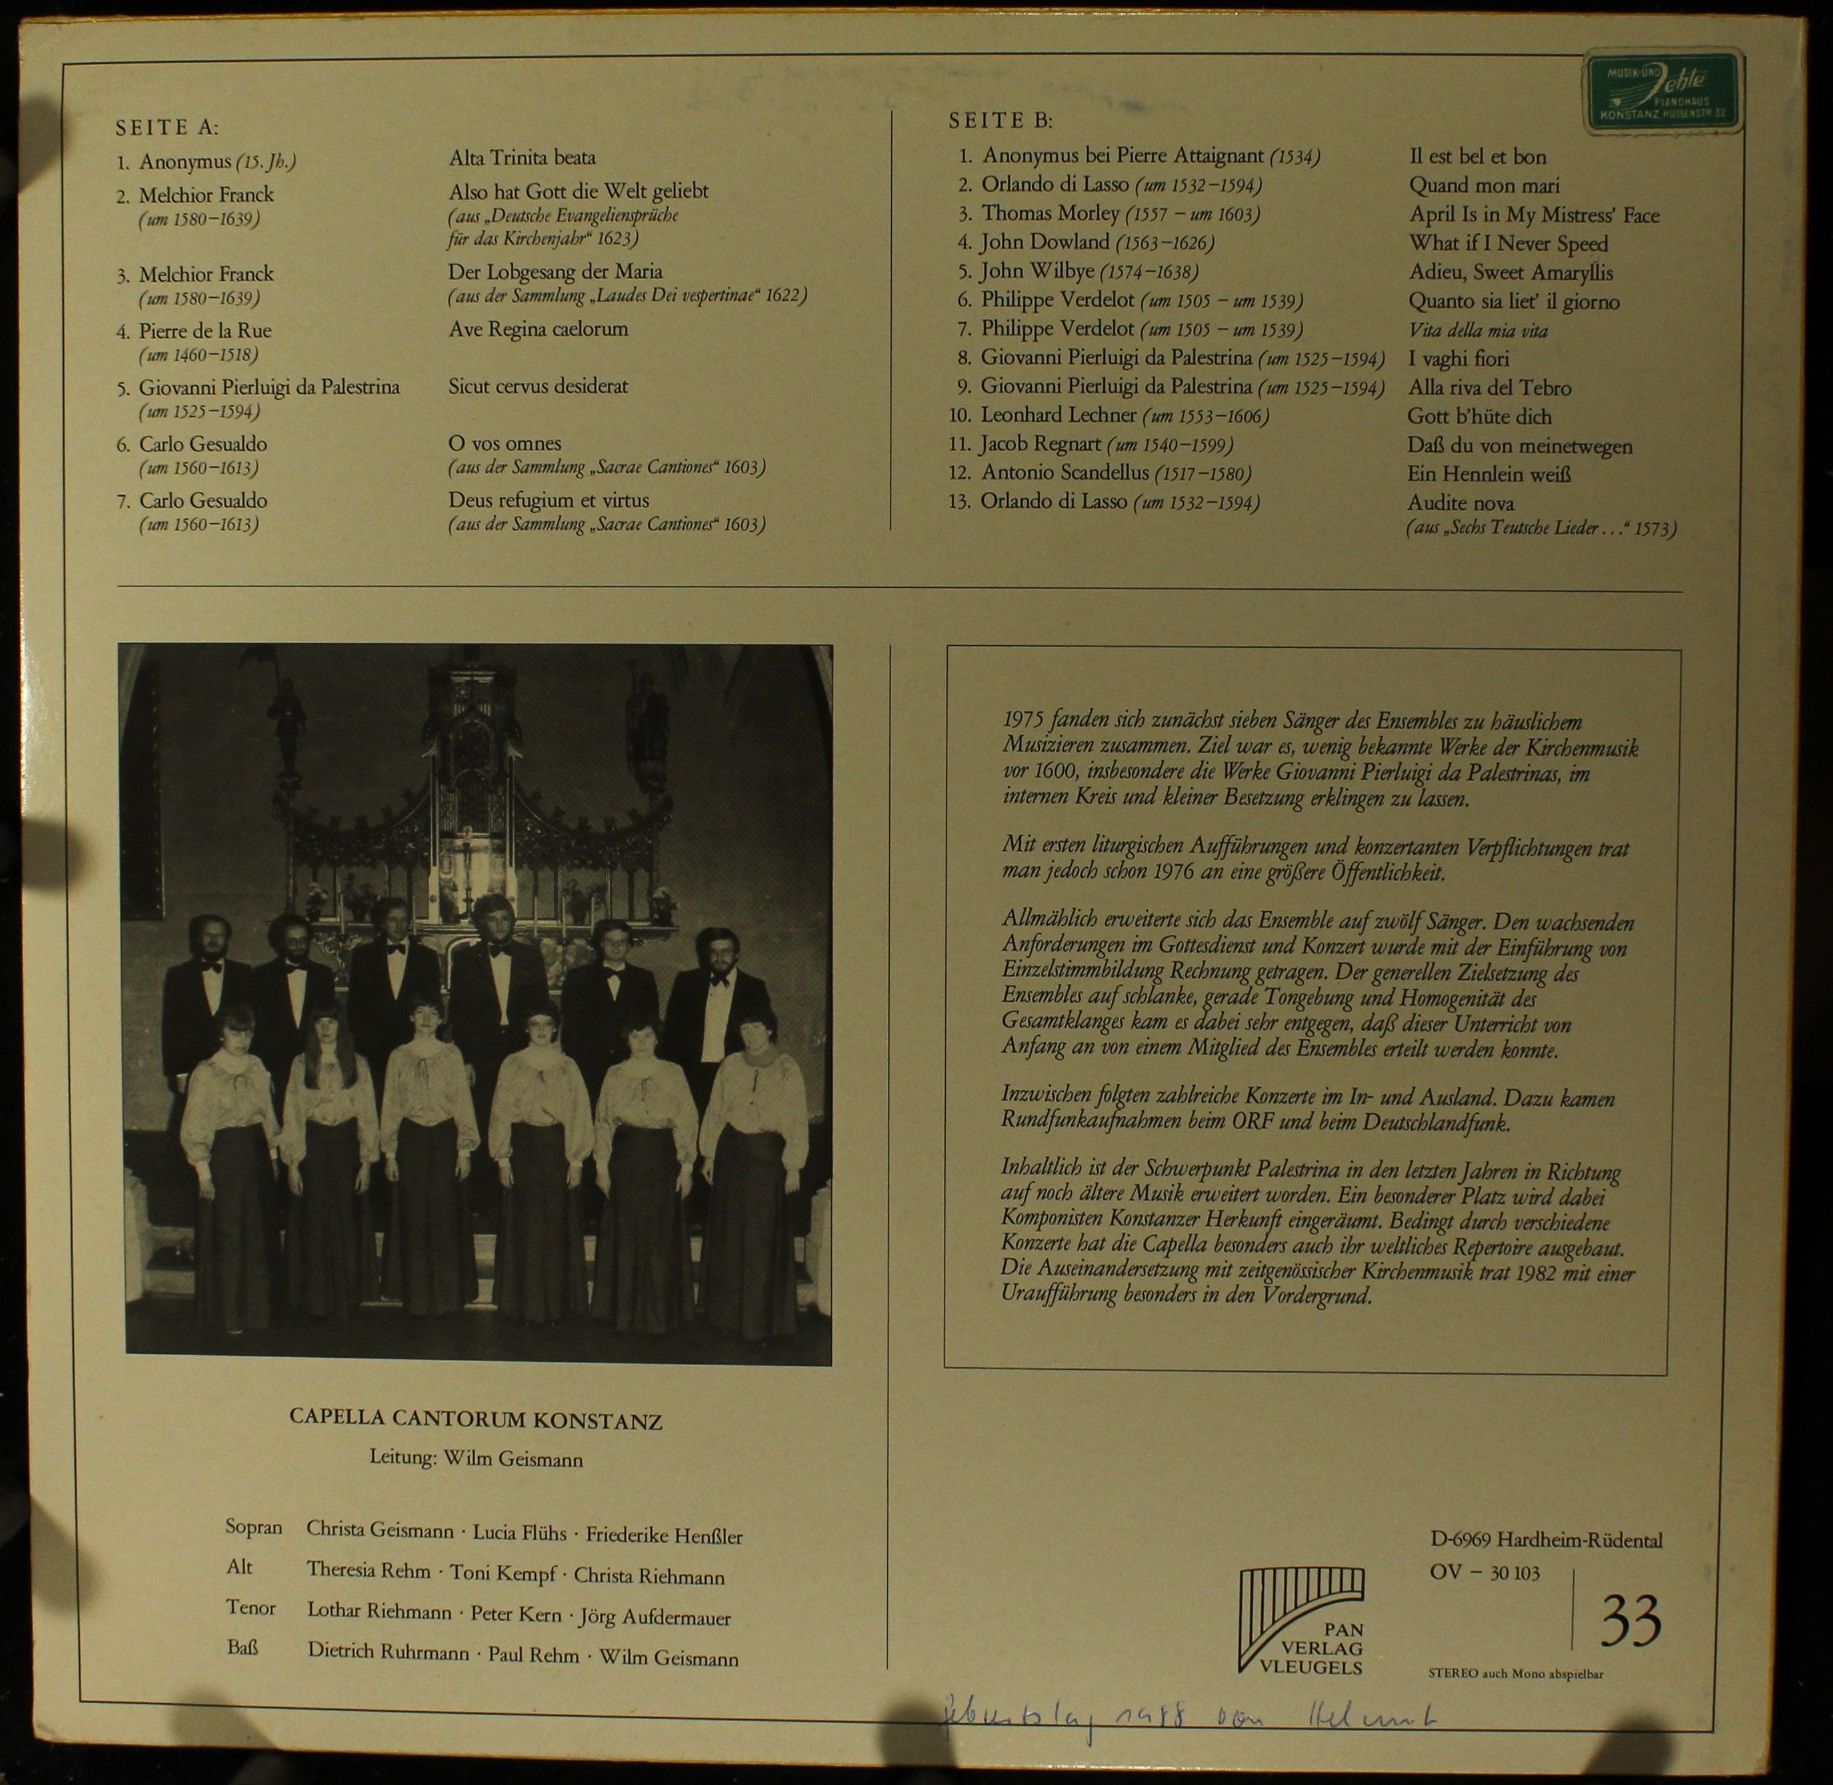 MUSIK-UND Jehle
PIANOHAUS
KONSTANZ HUSSENSTR 32
SEITE A:
1. Anonymus (15. Jh.) Alta Trinita beata
2. Melchior Franck Also hat Gott die Welt geliebt
(um 1580–1639) (aus „Deutsche Evangeliensprüche
für das Kirchenjahr“ 1623)
3. Melchior Franck Der Lobgesang der Maria
(um 1580–1639) (aus der Sammlung „Laudes Dei vespertinae“ 1622)
4. Pierre de la Rue Ave Regina caelorum
(um 1460–1518)
5. Giovanni Pierluigi da Palestrina Sicut cervus desiderat
(um 1525–1594)
6. Carlo Gesualdo O vos omnes
(um 1560–1613) (aus der Sammlung „Sacrae Cantiones“ 1603)
7. Carlo Gesualdo Deus refugium et virtus
(um 1560–1613) (aus der Sammlung „Sacrae Cantiones“ 1603)
SEITE B:
1. Anonymus bei Pierre Attaignant (1534) Il est bel et bon
2. Orlando di Lasso (um 1532–1594) Quand mon mari
3. Thomas Morley (1557 – um 1603) April Is in My Mistress’ Face
4. John Dowland (1563–1626) What if I Never Speed
5. John Wilbye (1574–1638) Adieu, Sweet Amaryllis
6. Philippe Verdelot (um 1505 – um 1539) Quanto sia liet’ il giorno
7. Philippe Verdelot (um 1505 – um 1539) Vita della mia vita
8. Giovanni Pierluigi da Palestrina (um 1525–1594) I vaghi fiori
9. Giovanni Pierluigi da Palestrina (um 1525–1594) Alla riva del Tebro
10. Leonhard Lechner (um 1553–1606) Gott b’hüte dich
11. Jacob Regnart (um 1540–1599) Daß du von meinetwegen
12. Antonio Scandellus (1517–1580) Ein Hennlein weiß
13. Orlando di Lasso (um 1532–1594) Audite nova
(aus „Sechs Teutsche Lieder . . .“ 1573)
1975 fanden sich zunächst sieben Sänger des Ensembles zu häuslichem
Musizieren zusammen. Ziel war es, wenig bekannte Werke der Kirchenmusik
vor 1600, insbesondere die Werke Giovanni Pierluigi da Palestrinas, im
internen Kreis und kleiner Besetzung erklingen zu lassen.
Mit ersten liturgischen Aufführungen und konzertanten Verpflichtungen trat
man jedoch schon 1976 an eine größere Öffentlichkeit.
Allmählich erweiterte sich das Ensemble auf zwölf Sänger. Den wachsenden
Anforderungen im Gottesdienst und Konzert wurde mit der Einführung von
Einzelstimmbildung Rechnung getragen. Der generellen Zielsetzung des
Ensembles auf schlanke, gerade Tongebung und Homogenität des
Gesamtklanges kam es dabei sehr entgegen, daß dieser Unterricht von
Anfang an von einem Mitglied des Ensembles erteilt werden konnte.
Inzwischen folgten zahlreiche Konzerte im In- und Ausland. Dazu kamen
Rundfunkaufnahmen beim ORF und beim Deutschlandfunk.
Inhaltlich ist der Schwerpunkt Palestrina in den letzten Jahren in Richtung
auf noch ältere Musik erweitert worden. Ein besonderer Platz wird dabei
Komponisten Konstanzer Herkunft eingeräumt. Bedingt durch verschiedene
Konzerte hat die Capella besonders auch ihr weltliches Repertoire ausgebaut.
Die Auseinandersetzung mit zeitgenössischer Kirchenmusik trat 1982 mit einer
Uraufführung besonders in den Vordergrund.
CAPELLA CANTORUM KONSTANZ
Leitung: Wilm Geismann
Sopran Christa Geismann · Lucia Flühs · Friederike Henßler
Alt Theresia Rehm · Toni Kempf · Christa Riehmann
Tenor Lothar Riehmann · Peter Kern · Jörg Aufdermauer
Baß Dietrich Ruhrmann · Paul Rehm · Wilm Geismann
PAN
VERLAG
VLEUGELS
D-6969 Hardheim-Rüdental
OV – 30 103
33
STEREO auch Mono abspielbar
Geburtstag 1988 von Helmut